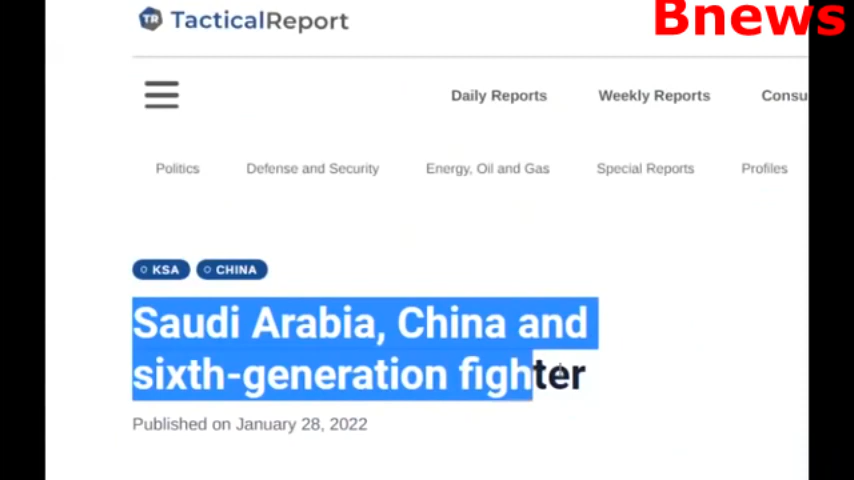 TR TacticalReport
Bnews
Daily Reports Weekly Reports Consu
Politics Defense and Security Energy, Oil and Gas Special Reports Profiles
KSA CHINA
Saudi Arabia, China and
sixth-generation fighter
Published on January 28, 2022